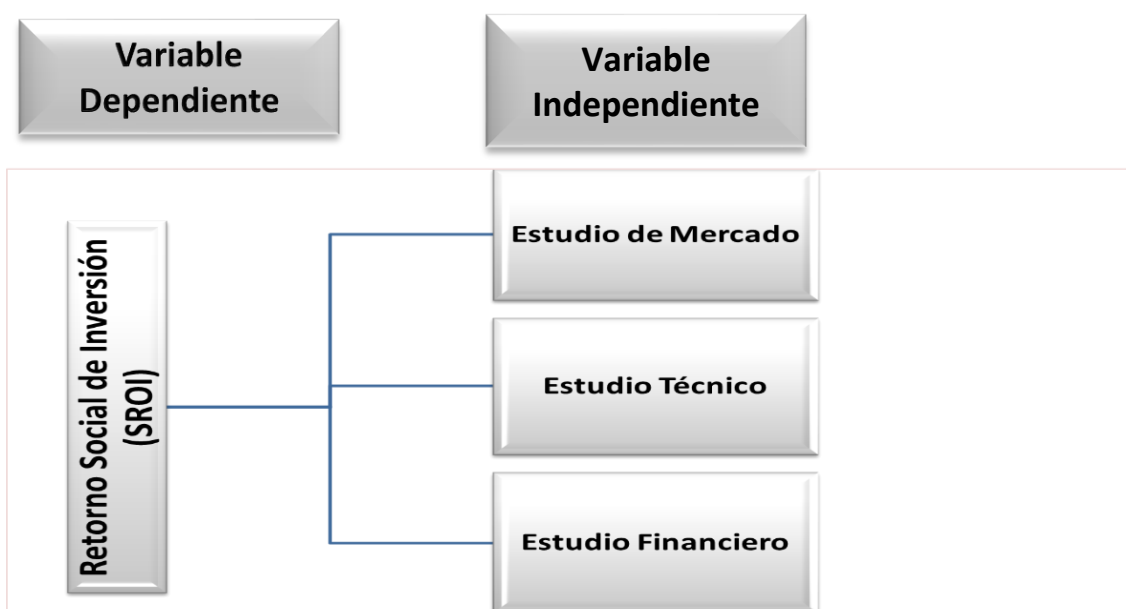 Variable
Dependiente
Variable
Independiente
Retorno Social de Inversión
(SROI)
Estudio de Mercado
Estudio Técnico
Estudio Financiero